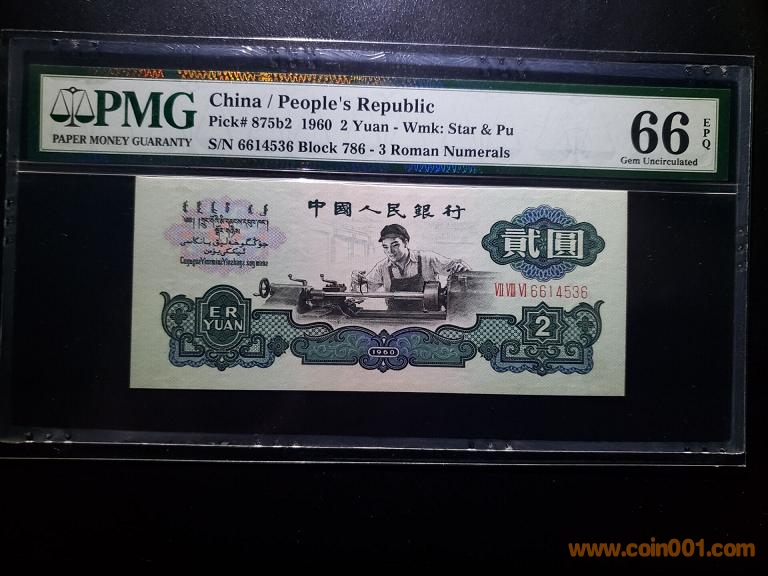 PMG
PAPER MONEY GUARANTY
China / People's Republic
Pick# 875b2 1960 2 Yuan - Wmk: Star & Pu
S/N 6614536 Block 786 - 3 Roman Numerals
66
EPQ
Gem Uncirculated
中國人民銀行
貳圓
VII VIII VI 6614536
ER
YUAN
1960
2
www.coin001.com